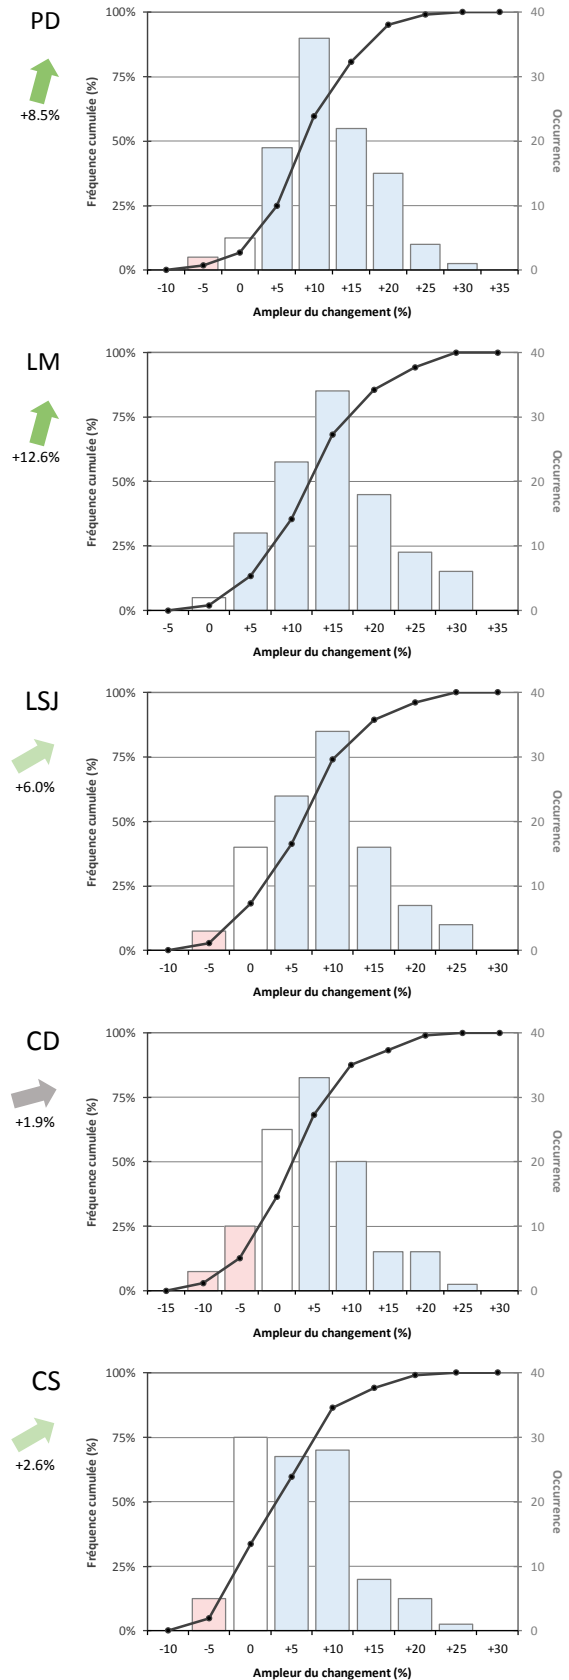 PD
+8.5%
Fréquence cumulée (%)
100%
75%
50%
25%
0%
40
30
20
10
0
Occurrence
-10 -5 0 +5 +10 +15 +20 +25 +30 +35
Ampleur du changement (%)
LM
+12.6%
Fréquence cumulée (%)
100%
75%
50%
25%
0%
40
30
20
10
0
Occurrence
-5 0 +5 +10 +15 +20 +25 +30 +35
Ampleur du changement (%)
LSJ
+6.0%
Fréquence cumulée (%)
100%
75%
50%
25%
0%
40
30
20
10
0
Occurrence
-10 -5 0 +5 +10 +15 +20 +25 +30
Ampleur du changement (%)
CD
+1.9%
Fréquence cumulée (%)
100%
75%
50%
25%
0%
40
30
20
10
0
Occurrence
-15 -10 -5 0 +5 +10 +15 +20 +25 +30
Ampleur du changement (%)
CS
+2.6%
Fréquence cumulée (%)
100%
75%
50%
25%
0%
40
30
20
10
0
Occurrence
-10 -5 0 +5 +10 +15 +20 +25 +30
Ampleur du changement (%)